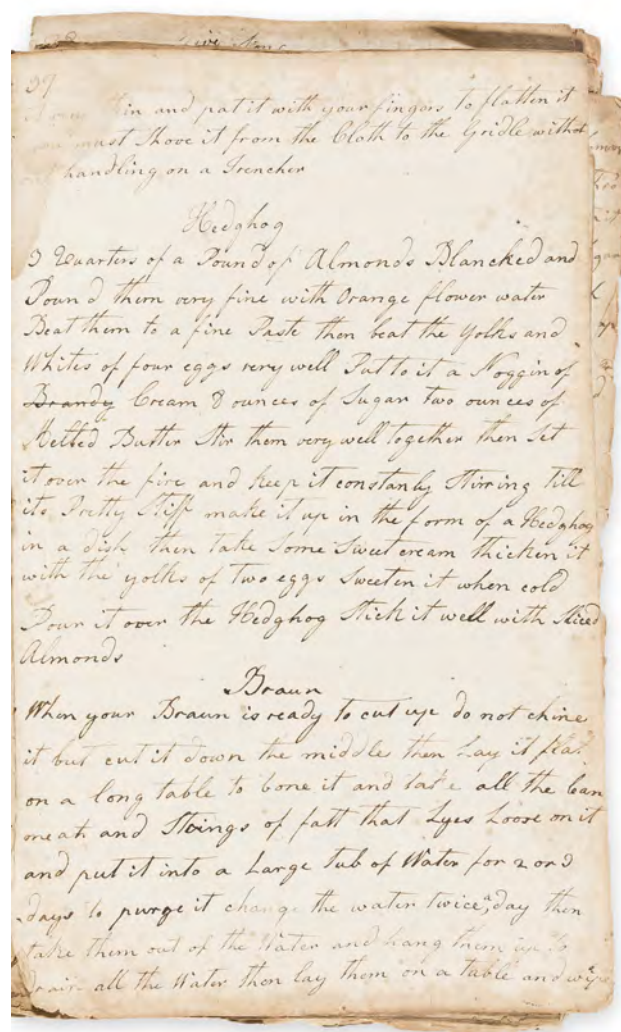 39
in and pat it with your fingers to flatten it
must Shove it from the Cloth to the Gridle withot
handling on a Trencher
Hedghog
3 Quarters of a Pound of Almonds Blancked and
Pound them very fine with Orange flower water
Beat them to a fine Paste then beat the Yolks and
Whites of four eggs very well Put to it a Noggin of
Brandy Cream 8 ounces of Sugar two ounces of
Melted Butter Stir them very well together then Set
it over the fire and keep it constanly Stirring till
its Pretty Stiff make it up in the form of a Hedghog
in a dish then take Some Sweet cream thicken it
with the yolks of two eggs Sweeten it when cold
Pour it over the Hedghog Stick it well with Sliced
Almonds
Braun
When your Braun is ready to cut up do not chine
it but cut it down the middle then Lay it flat
on a long table to bone it and take all the Lean
meat and Strings of fatt that Lyes Loose on it
and put it into a Large tub of Water for 2 or 3
days to purge it change the water twice a day then
take them out of the Water and hang them up to
drain all the Water then lay them on a table and wipe